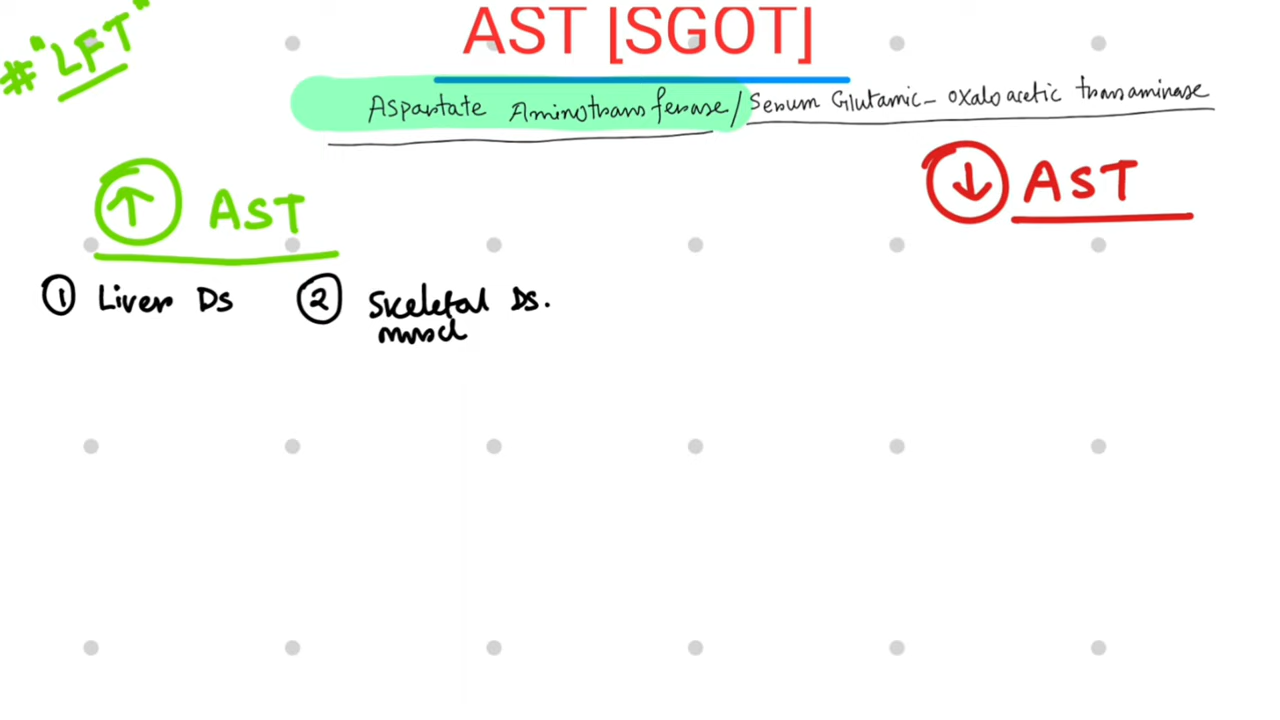 # "LFT"
AST [SGOT]
Aspartate Aminotransferase / Serum Glutamic - oxaloacetic transaminase
↑ AST
↓ AST
① Liver Ds ② Skeletal Ds.
muscl